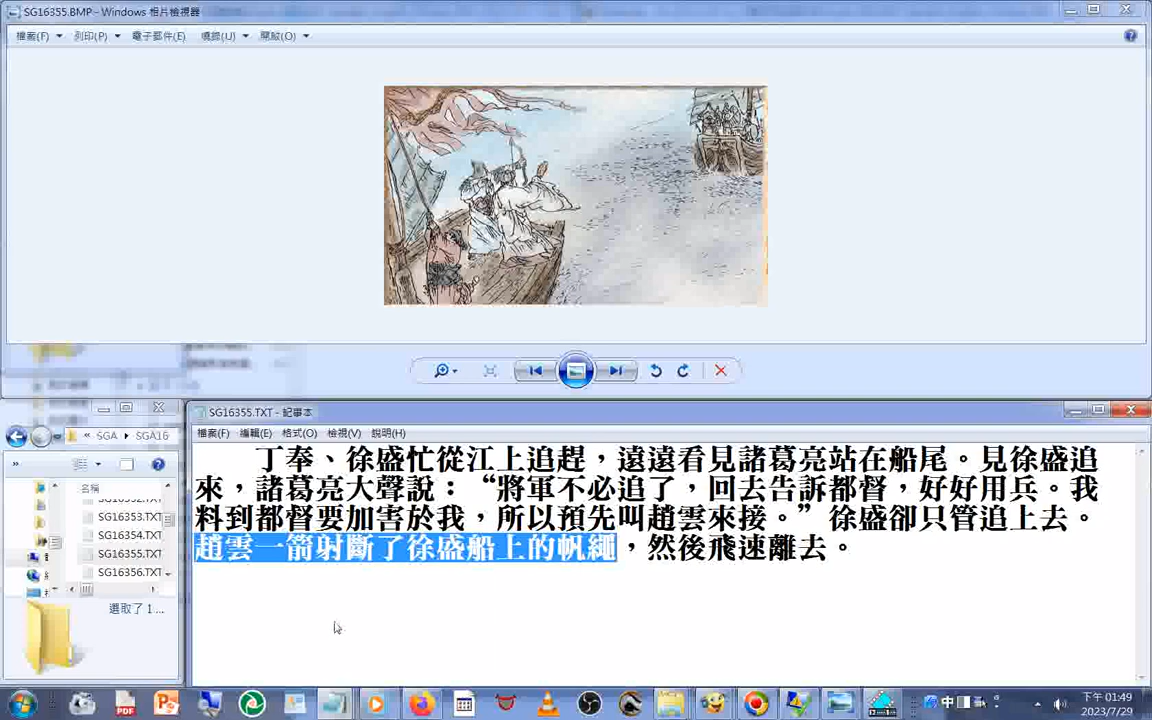 SG16355.BMP - Windows 相片檢視器
檔案(F) 列印(P) 電子郵件(E) 燒錄(U) 開啟(O)
« SGA SGA16
SG16355.TXT - 記事本
檔案(F) 編輯(E) 格式(O) 檢視(V) 說明(H)
»
名稱
SG16352.TXT
SG16353.TXT
SG16354.TXT
SG16355.TXT
SG16356.TXT
選取了 1 ...
丁奉、徐盛忙從江上追趕，遠遠看見諸葛亮站在船尾。見徐盛追
來，諸葛亮大聲說：“將軍不必追了，回去告訴都督，好好用兵。我
料到都督要加害於我，所以預先叫趙雲來接。”徐盛卻只管追上去。
趙雲一箭射斷了徐盛船上的帆繩，然後飛速離去。
PDF
中
下午 01:49
2023/7/29